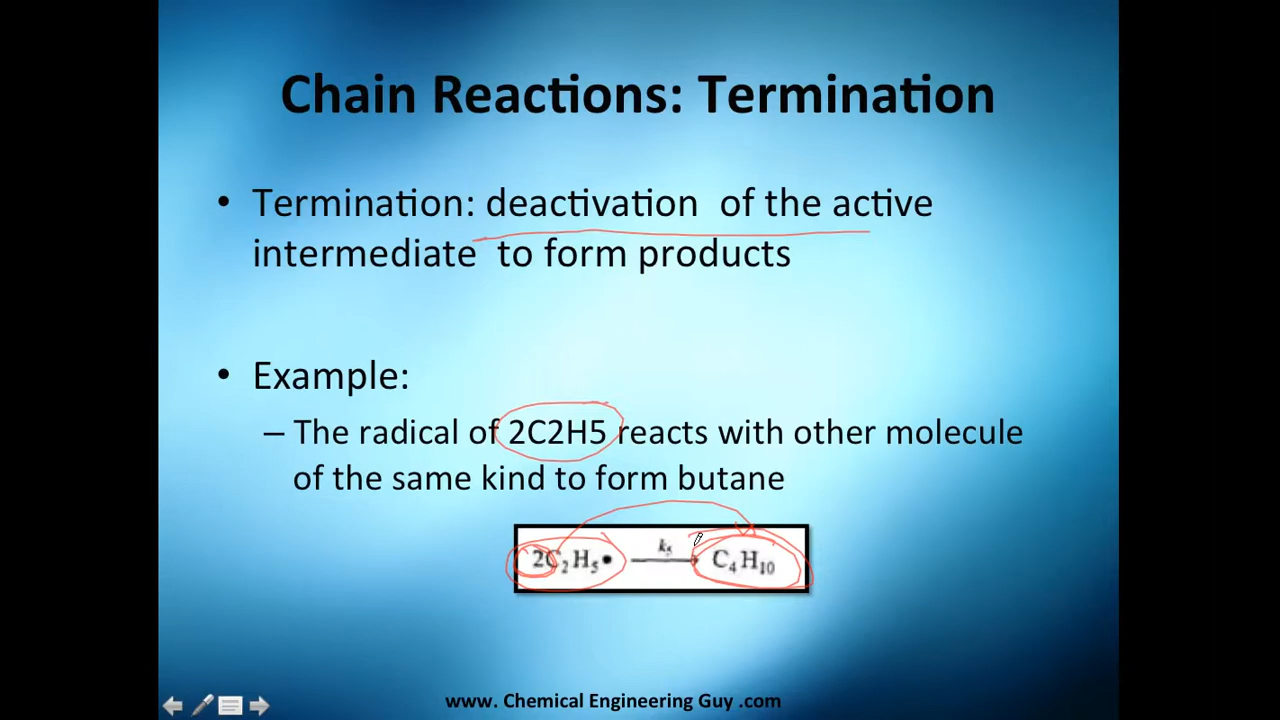 Chain Reactions: Termination
• Termination: deactivation of the active
intermediate to form products
• Example:
– The radical of 2C2H5 reacts with other molecule
of the same kind to form butane
2C₂H₅• k₅→ C₄H₁₀
www. Chemical Engineering Guy .com